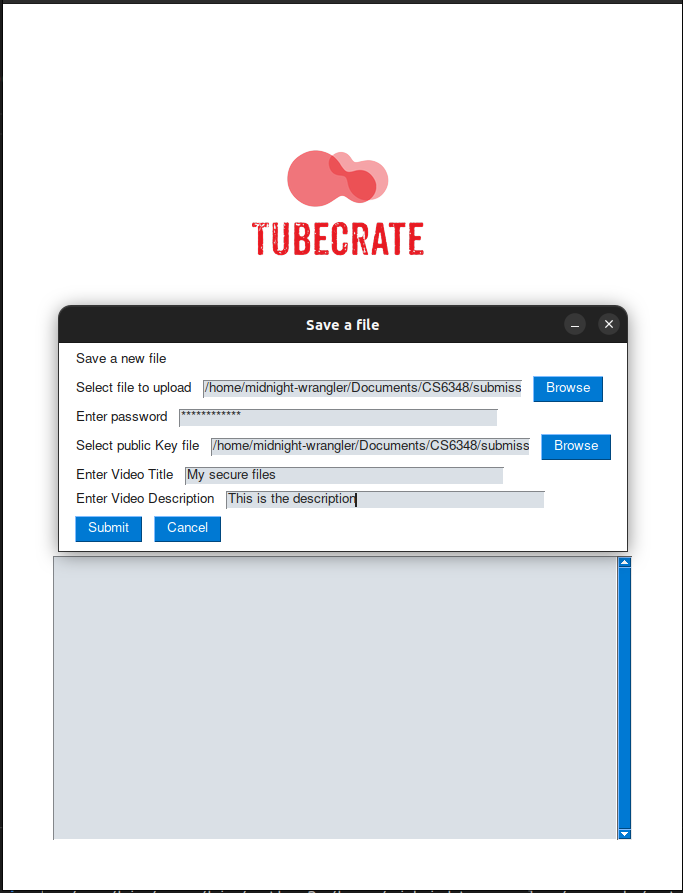 TUBECRATE
Save a file
Save a new file
Select file to upload /home/midnight-wrangler/Documents/CS6348/submiss Browse
Enter password ************
Select public Key file /home/midnight-wrangler/Documents/CS6348/submiss Browse
Enter Video Title My secure files
Enter Video Description This is the description
Submit Cancel